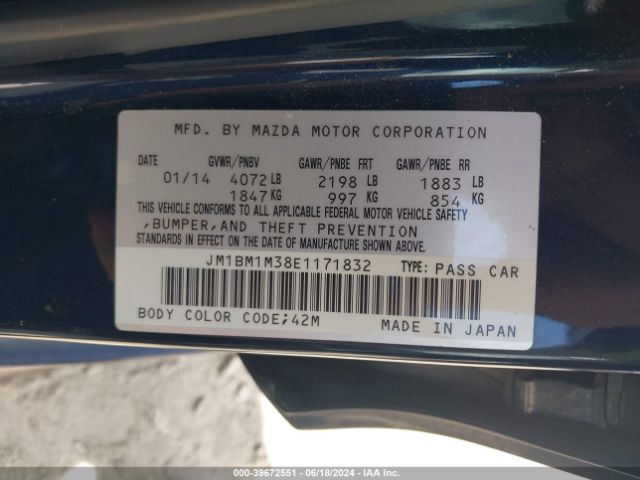 MFD. BY MAZDA MOTOR CORPORATION
DATE GVWR/PNBV GAWR/PNBE FRT GAWR/PNBE RR
01/14 4072 LB 2198 LB 1883 LB
1847 KG 997 KG 854 KG
THIS VEHICLE CONFORMS TO ALL APPLICABLE FEDERAL MOTOR VEHICLE SAFETY
,BUMPER,AND THEFT PREVENTION
STANDARDS IN EFFECT ON THE DATE OF MANUFACTURE SHOWN ABOVE.
JM1BM1M38E1171832 TYPE: PASS CAR
BODY COLOR CODE;42M MADE IN JAPAN
000-39672551 - 06/18/2024 - IAA Inc.